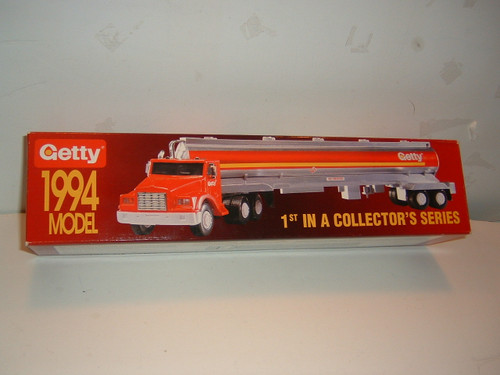 Getty
1994
MODEL
Getty
1ST IN A COLLECTOR'S SERIES